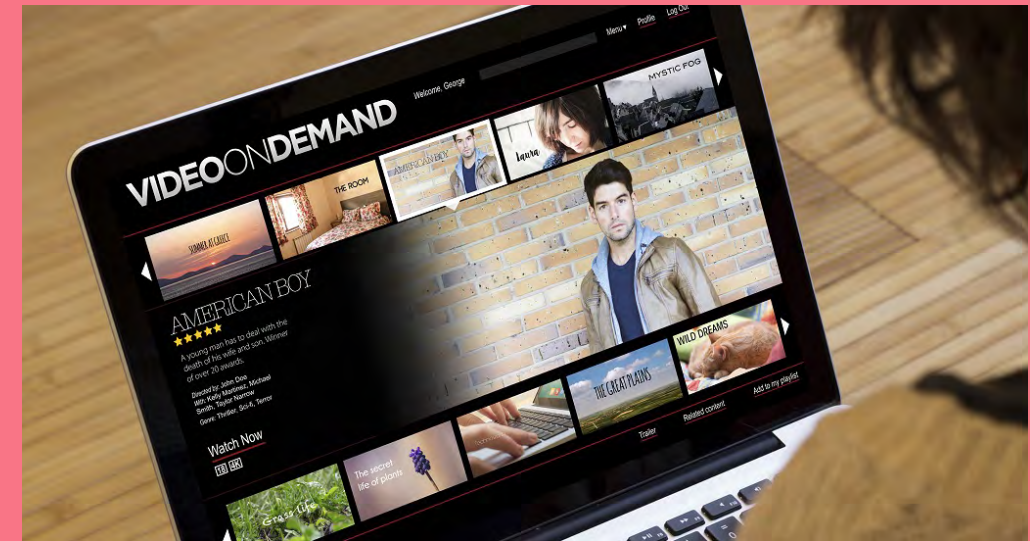 Menu▾ Profile Log Out
Welcome, George
VIDEOONDEMAND
SUMMER AT GREECE
THE ROOM
AMERICAN BOY
Laura
MYSTIC FOG
AMERICAN BOY
A young man has to deal with the
death of his wife and son. Winner
of over 20 awards.
Directed by: John Doe
With: Kelly Martinez, Michael
Smith, Taylor Narrow
Genre: Thriller, Sci-fi, Terror
Watch Now
18 4K
Grass Life
The secret
life of plants
THE GREAT PLAINS
WILD DREAMS
Trailer
Related content
Add to my playlist